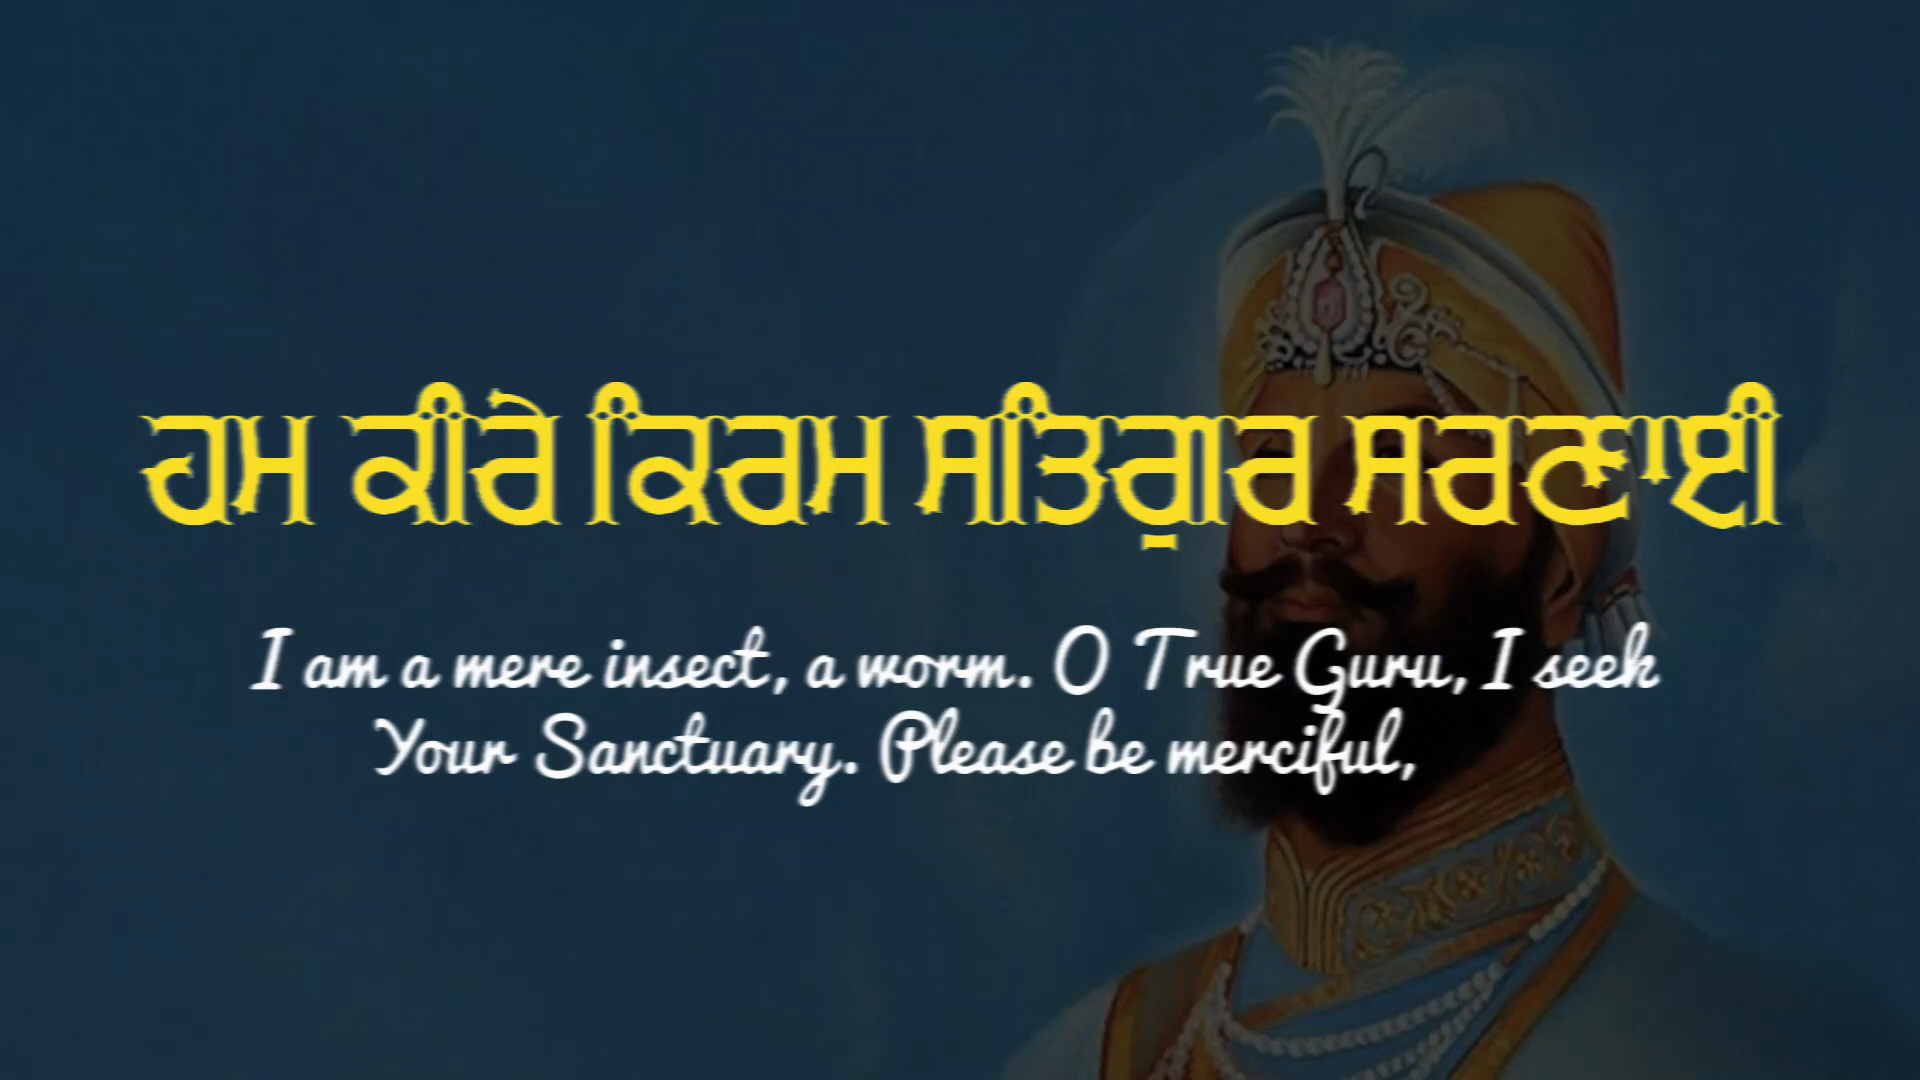 ਹਮ ਕੀਰੇ ਕਿਰਮ ਸਤਿਗੁਰ ਸਰਣਾਈ
I am a mere insect, a worm. O True Guru, I seek
Your Sanctuary. Please be merciful,